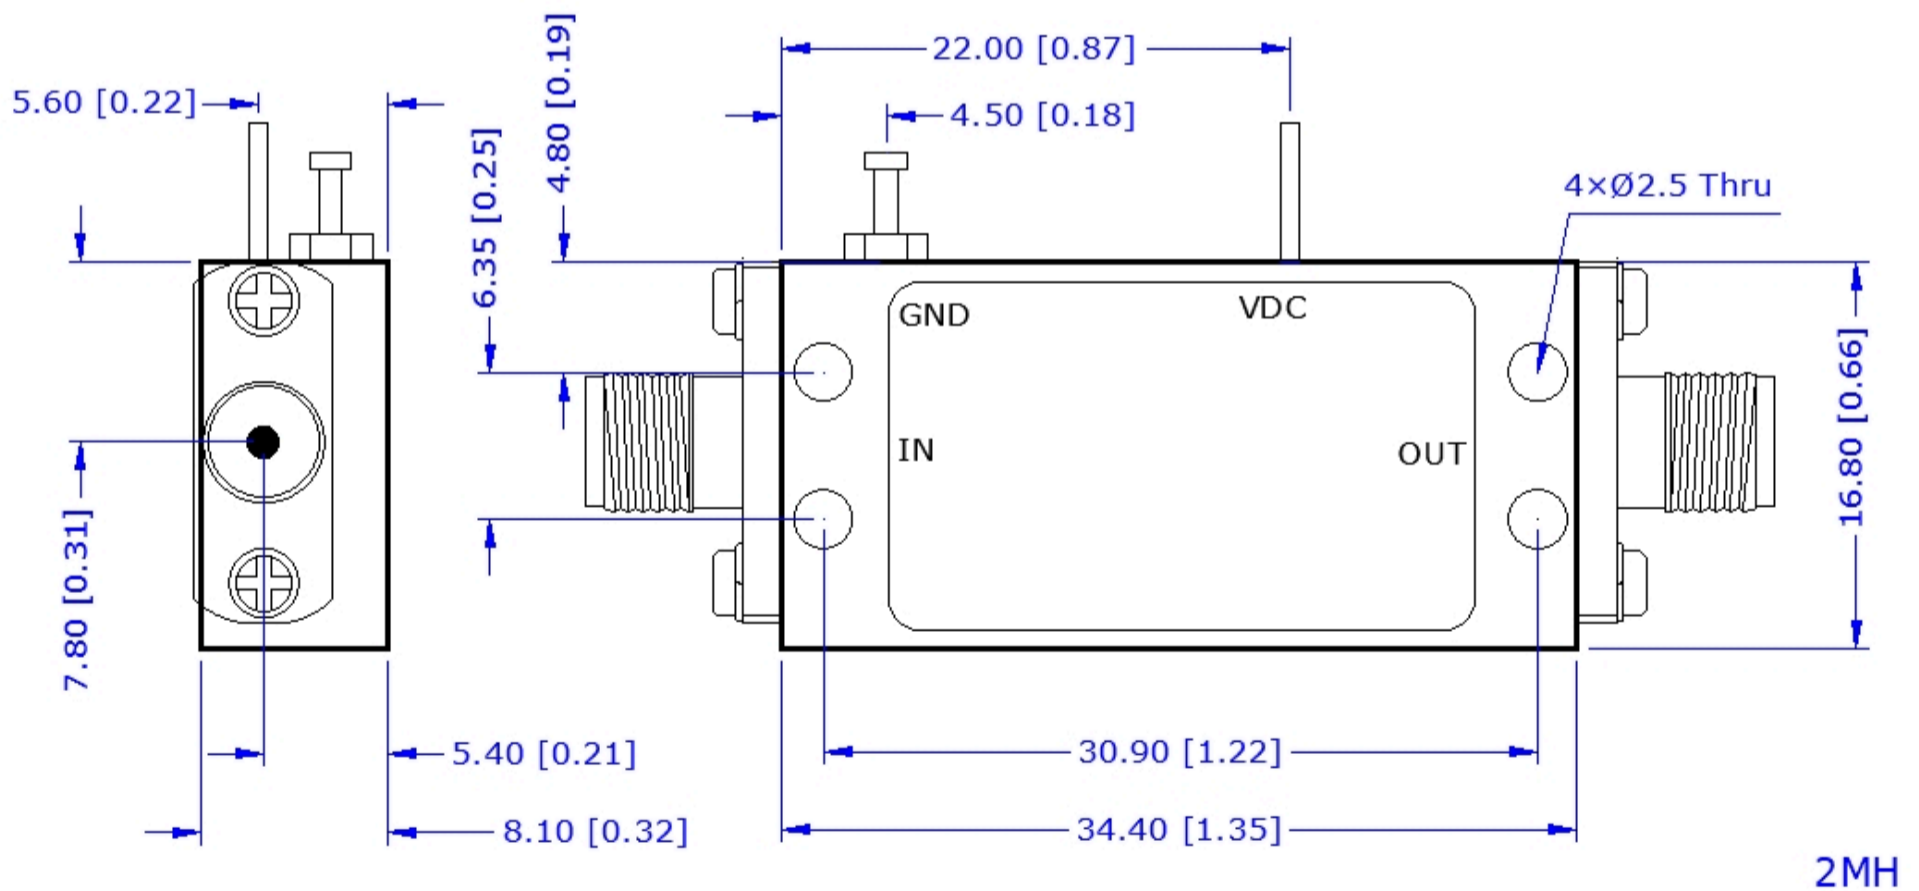 22.00 [0.87]
5.60 [0.22]
4.80 [0.19]
4.50 [0.18]
6.35 [0.25]
4×Ø2.5 Thru
GND
VDC
IN
OUT
16.80 [0.66]
7.80 [0.31]
5.40 [0.21]
30.90 [1.22]
8.10 [0.32]
34.40 [1.35]
2MH